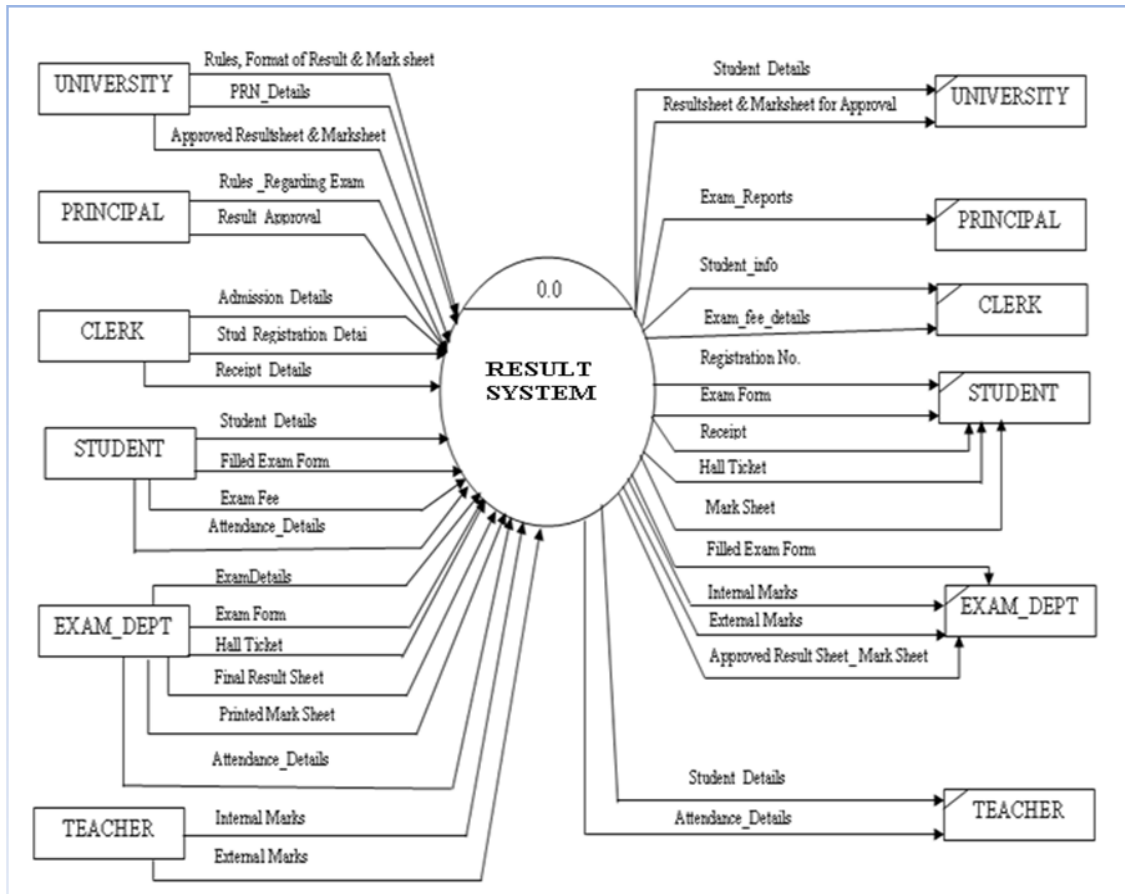 UNIVERSITY
Rules, Format of Result & Mark sheet
PRN_Details
Approved Resultsheet & Marksheet
PRINCIPAL
Rules _Regarding Exam
Result Approval
CLERK
Admission Details
Stud Registration Detai
Receipt Details
STUDENT
Student Details
Filled Exam Form
Exam Fee
Attendance_Details
EXAM_DEPT
ExamDetails
Exam Form
Hall Ticket
Final Result Sheet
Printed Mark Sheet
Attendance_Details
TEACHER
Internal Marks
External Marks
0.0
RESULT
SYSTEM
Student Details
Resultsheet & Marksheet for Approval
UNIVERSITY
Exam_Reports
PRINCIPAL
Student_info
Exam_fee_details
CLERK
Registration No.
Exam Form
Receipt
Hall Ticket
Mark Sheet
STUDENT
Filled Exam Form
Internal Marks
External Marks
Approved Result Sheet_Mark Sheet
EXAM_DEPT
Student Details
Attendance_Details
TEACHER